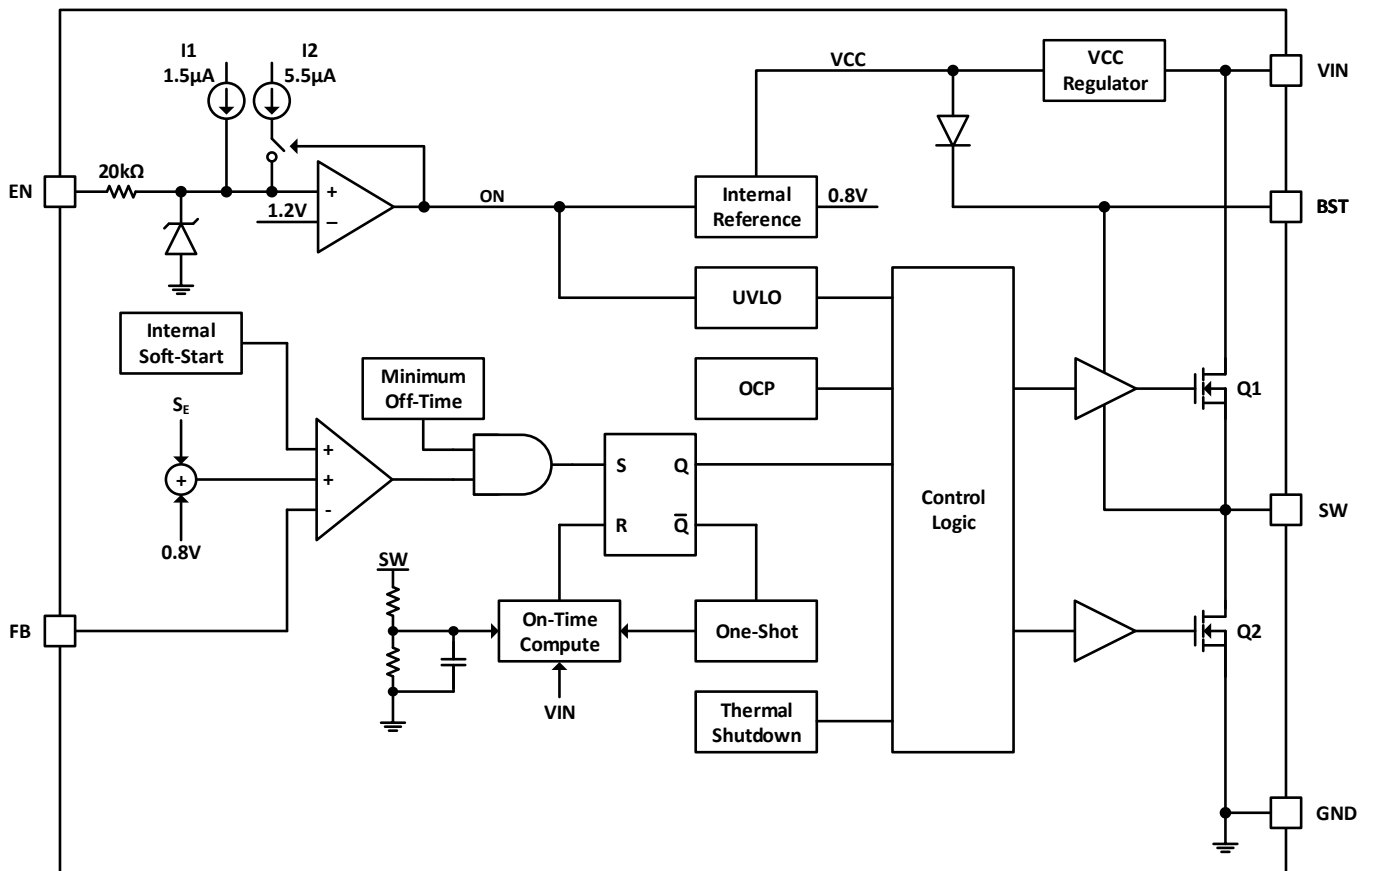 I1
1.5µA
I2
5.5µA
VCC
VCC
Regulator
VIN
EN
20kΩ
+
1.2V
−
ON
Internal
Reference
0.8V
BST
UVLO
Internal
Soft-Start
Minimum
Off-Time
OCP
Q1
SE
+
+
+
-
0.8V
S
Q
R
Q̅
Control
Logic
SW
SW
FB
On-Time
Compute
One-Shot
Q2
VIN
Thermal
Shutdown
GND